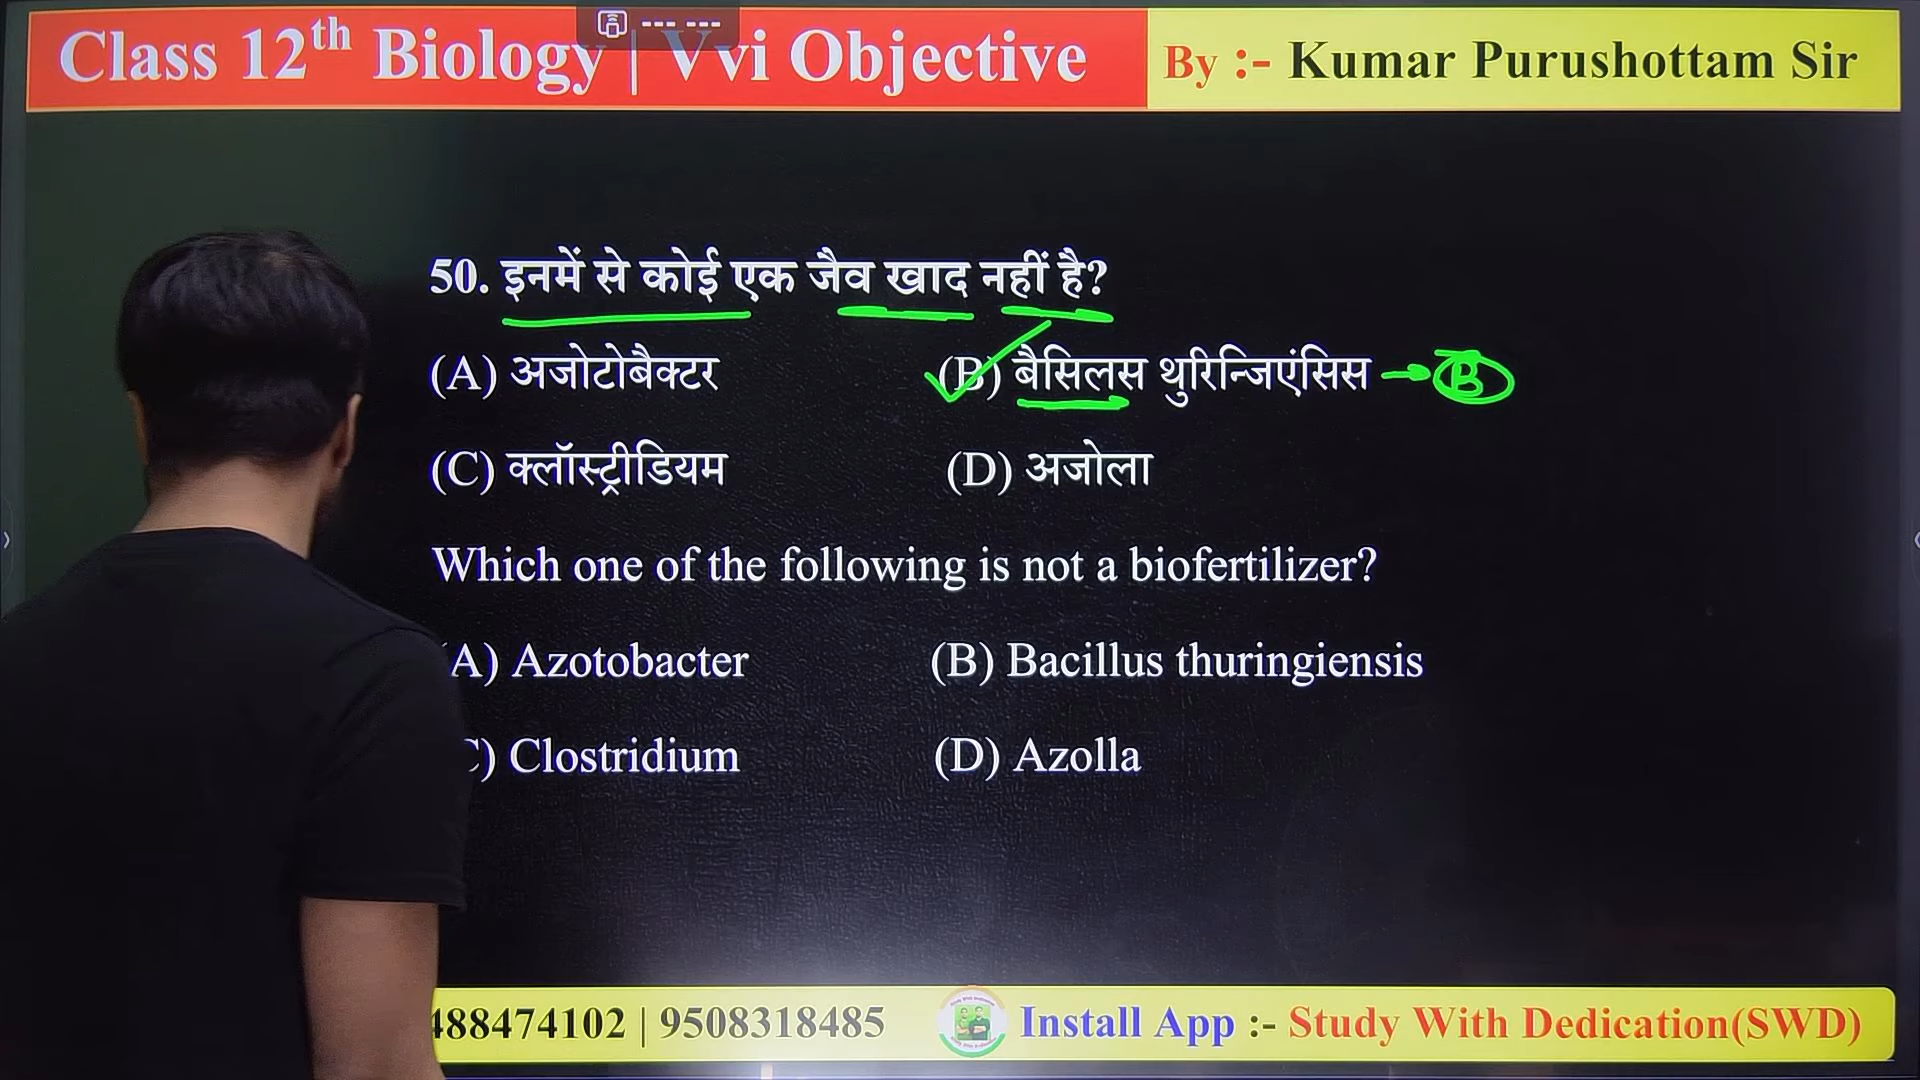 Class 12th Biology | Vvi Objective
By :- Kumar Purushottam Sir
50. इनमें से कोई एक जैव खाद नहीं है?
(A) अजोटोबैक्टर (B) बैसिलस थुरिन्जिएंसिस → B
(C) क्लॉस्ट्रीडियम (D) अजोला
Which one of the following is not a biofertilizer?
A) Azotobacter (B) Bacillus thuringiensis
C) Clostridium (D) Azolla
488474102 | 9508318485 Install App :- Study With Dedication(SWD)